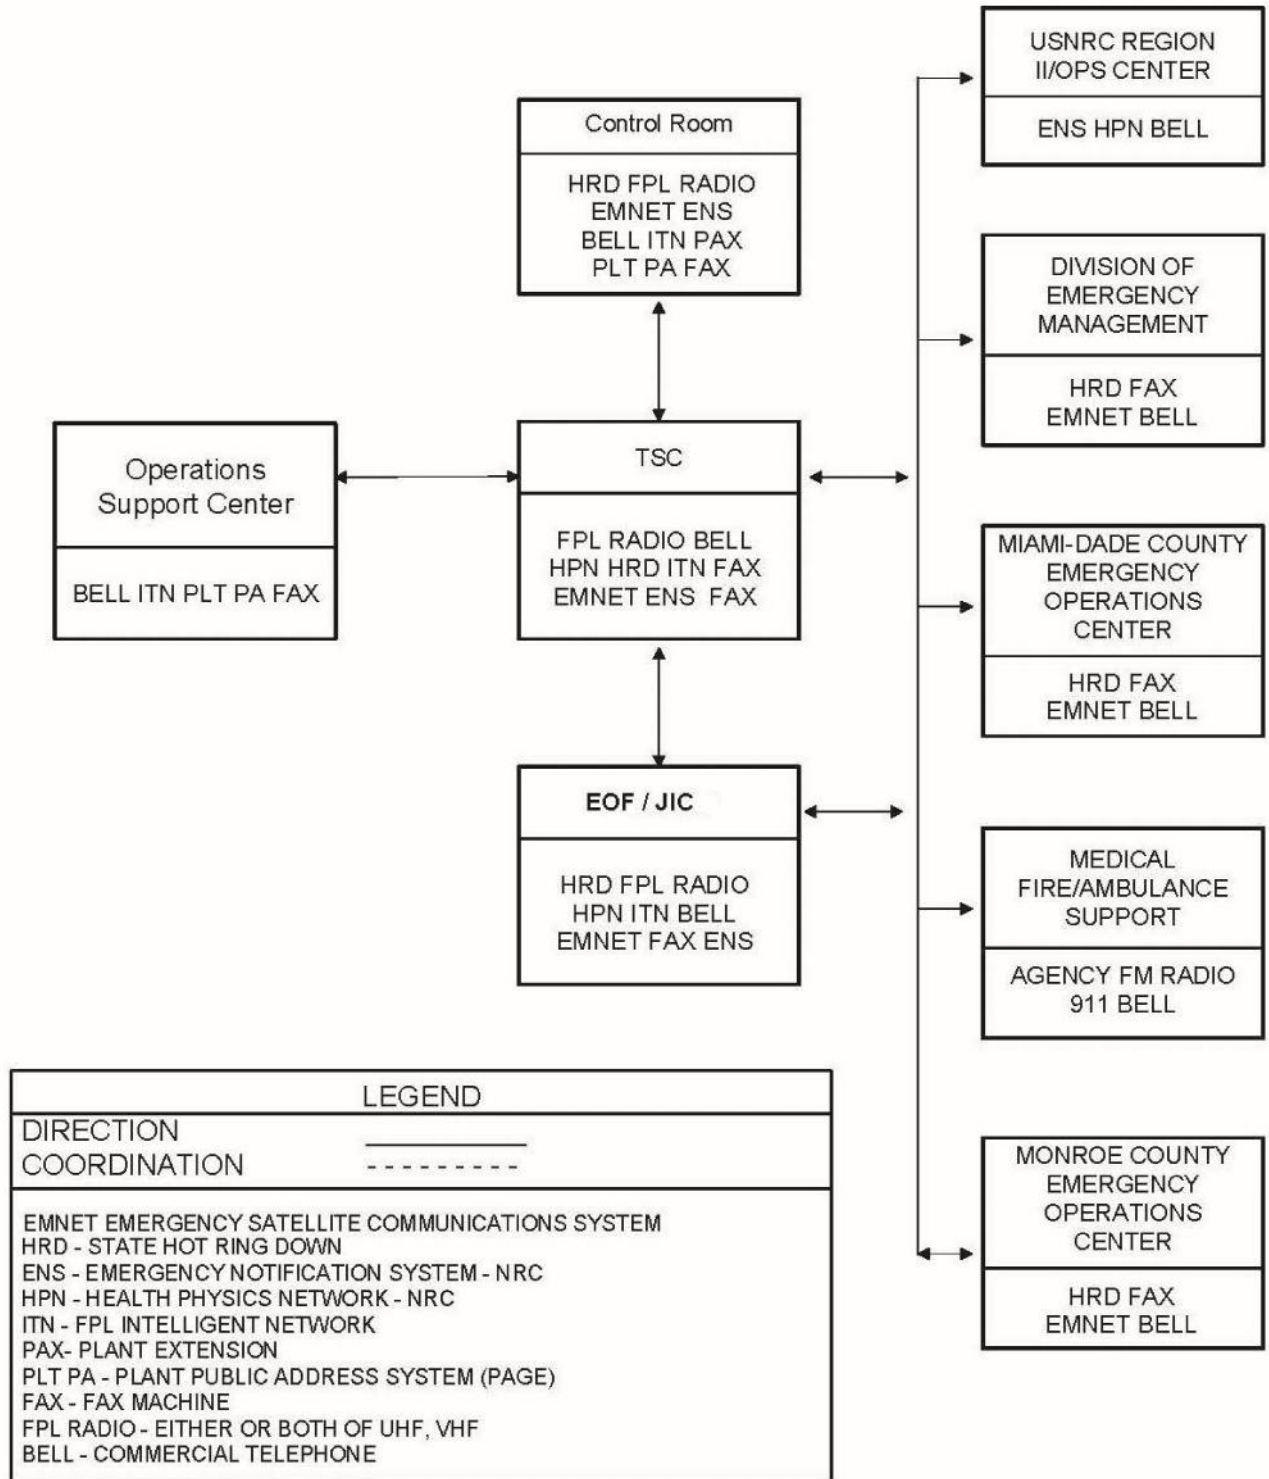 USNRC REGION
II/OPS CENTER
ENS HPN BELL
Control Room
HRD FPL RADIO
EMNET ENS
BELL ITN PAX
PLT PA FAX
DIVISION OF
EMERGENCY
MANAGEMENT
HRD FAX
EMNET BELL
Operations
Support Center
BELL ITN PLT PA FAX
TSC
FPL RADIO BELL
HPN HRD ITN FAX
EMNET ENS FAX
MIAMI-DADE COUNTY
EMERGENCY
OPERATIONS
CENTER
HRD FAX
EMNET BELL
EOF / JIC
HRD FPL RADIO
HPN ITN BELL
EMNET FAX ENS
MEDICAL
FIRE/AMBULANCE
SUPPORT
AGENCY FM RADIO
911 BELL
MONROE COUNTY
EMERGENCY
OPERATIONS
CENTER
HRD FAX
EMNET BELL
LEGEND
DIRECTION
COORDINATION
EMNET EMERGENCY SATELLITE COMMUNICATIONS SYSTEM
HRD - STATE HOT RING DOWN
ENS - EMERGENCY NOTIFICATION SYSTEM - NRC
HPN - HEALTH PHYSICS NETWORK - NRC
ITN - FPL INTELLIGENT NETWORK
PAX- PLANT EXTENSION
PLT PA - PLANT PUBLIC ADDRESS SYSTEM (PAGE)
FAX - FAX MACHINE
FPL RADIO - EITHER OR BOTH OF UHF, VHF
BELL - COMMERCIAL TELEPHONE